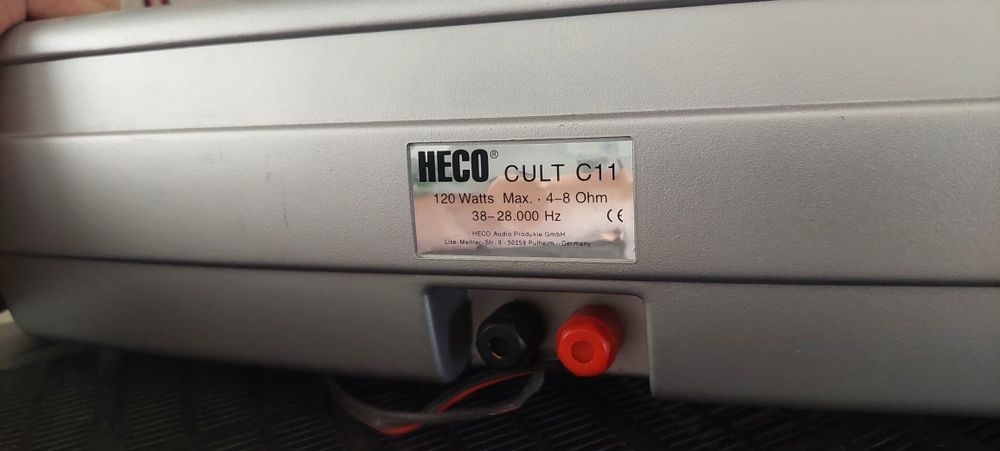 HECO® CULT C11
120 Watts Max. · 4–8 Ohm
38–28.000 Hz CE
HECO Audio Produkte GmbH
Lise-Meitner-Str. 9 · 50259 Pulheim · Germany